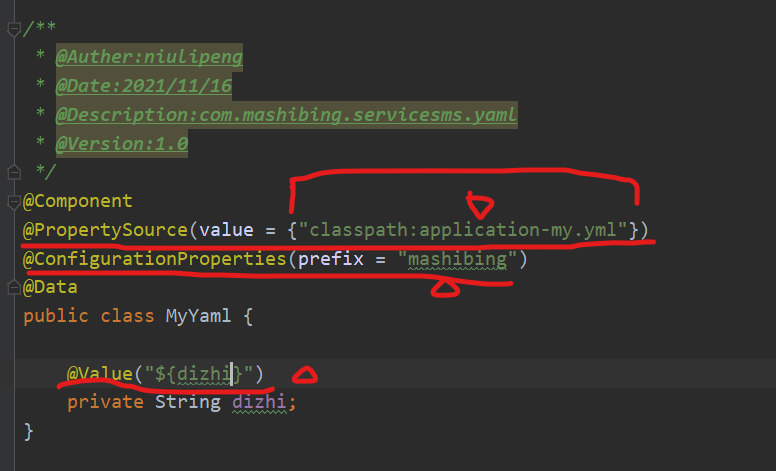 /**
* @Auther:niulipeng
* @Date:2021/11/16
* @Description:com.mashibing.servicesms.yaml
* @Version:1.0
*/
@Component
@PropertySource(value = {"classpath:application-my.yml"})
@ConfigurationProperties(prefix = "mashibing")
@Data
public class MyYaml {
@Value("${dizhi}")
private String dizhi;
}